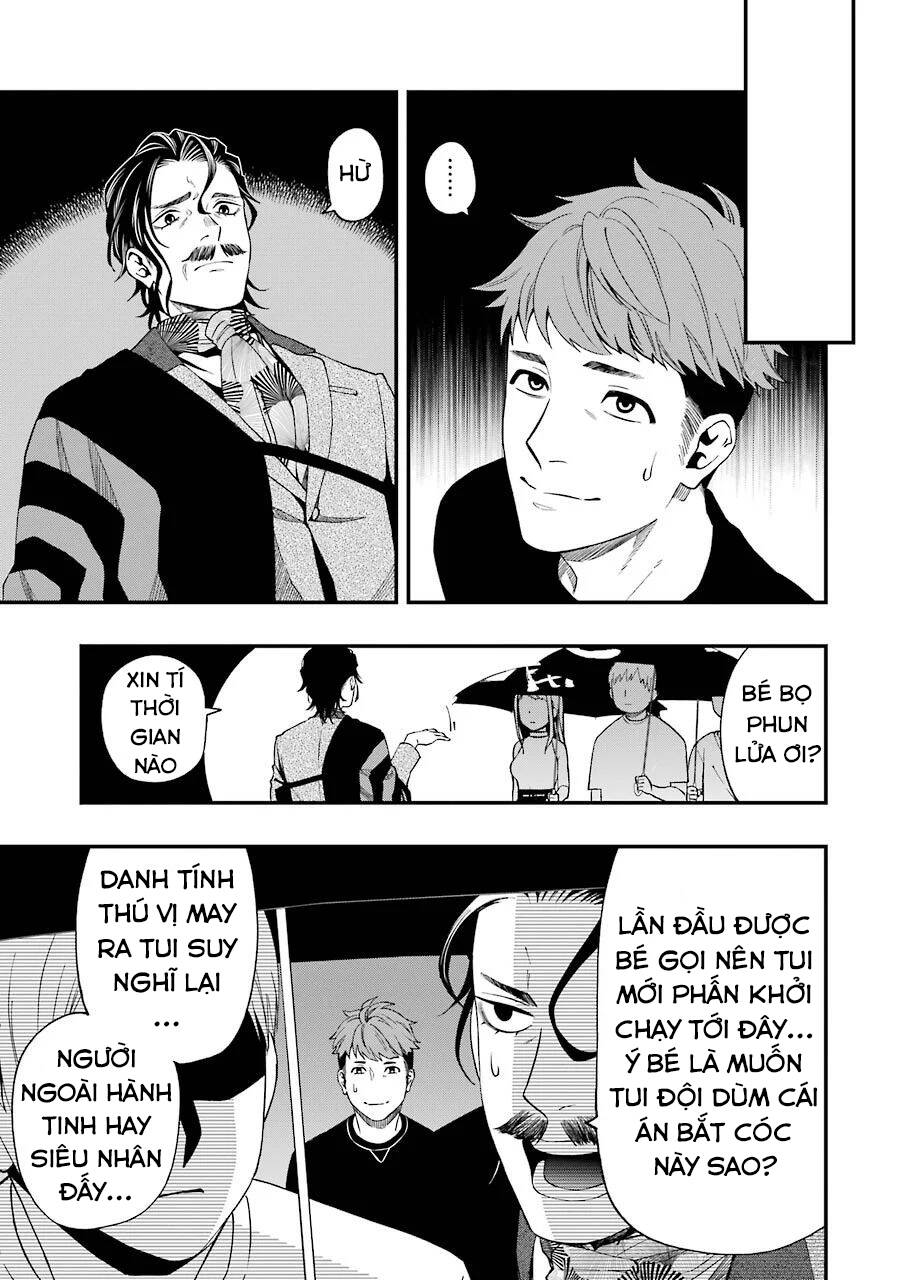 ......
HỪ
BÉ BỌ
PHUN
LỬA ƠI?
XIN TÍ
THỜI
GIAN
NÀO
LẦN ĐẦU ĐƯỢC
BÉ GỌI NÊN TUI
MỚI PHẤN KHỞI
CHẠY TỚI ĐÂY...
Ý BÉ LÀ MUỐN
TUI ĐỘI DÙM CÁI
ÁN BẮT CÓC
NÀY SAO?
DANH TÍNH
THÚ VỊ MAY
RA TUI SUY
NGHĨ LẠI
...
NGƯỜI
NGOÀI HÀNH
TINH HAY
SIÊU NHÂN
ĐẤY...